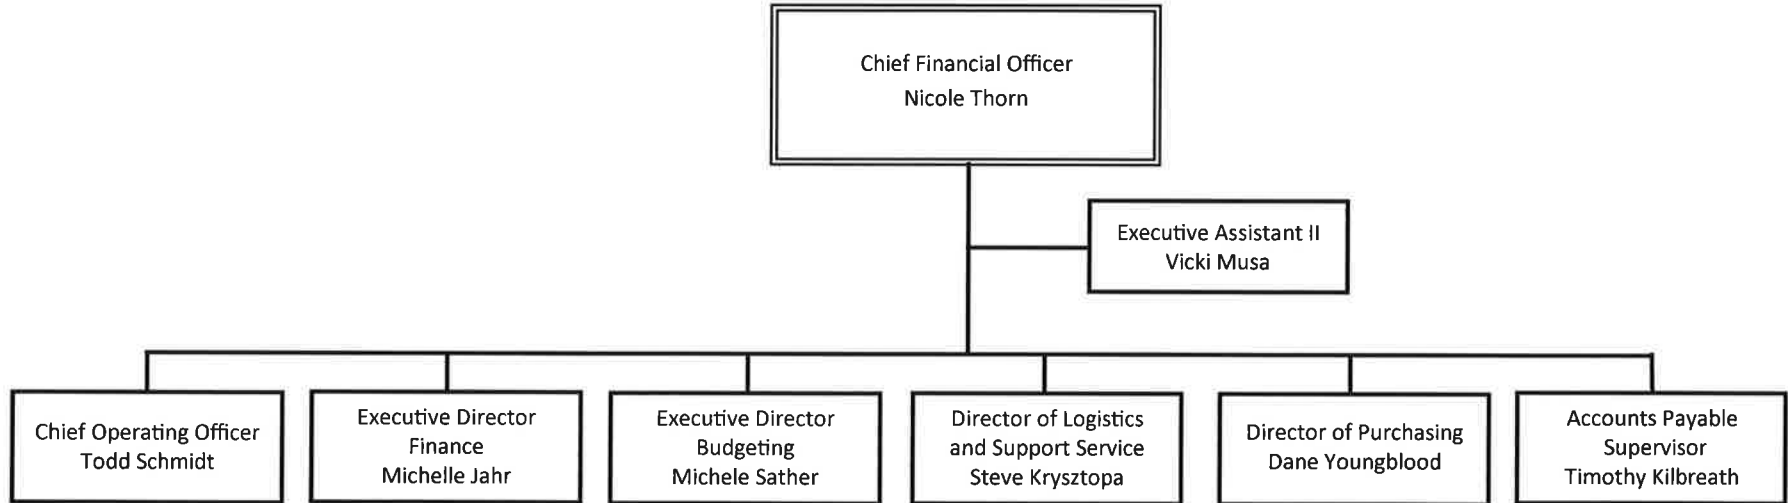 Chief Financial Officer
Nicole Thorn
Executive Assistant II
Vicki Musa
Chief Operating Officer
Todd Schmidt
Executive Director
Finance
Michelle Jahr
Executive Director
Budgeting
Michele Sather
Director of Logistics
and Support Service
Steve Krysztopa
Director of Purchasing
Dane Youngblood
Accounts Payable
Supervisor
Timothy Kilbreath